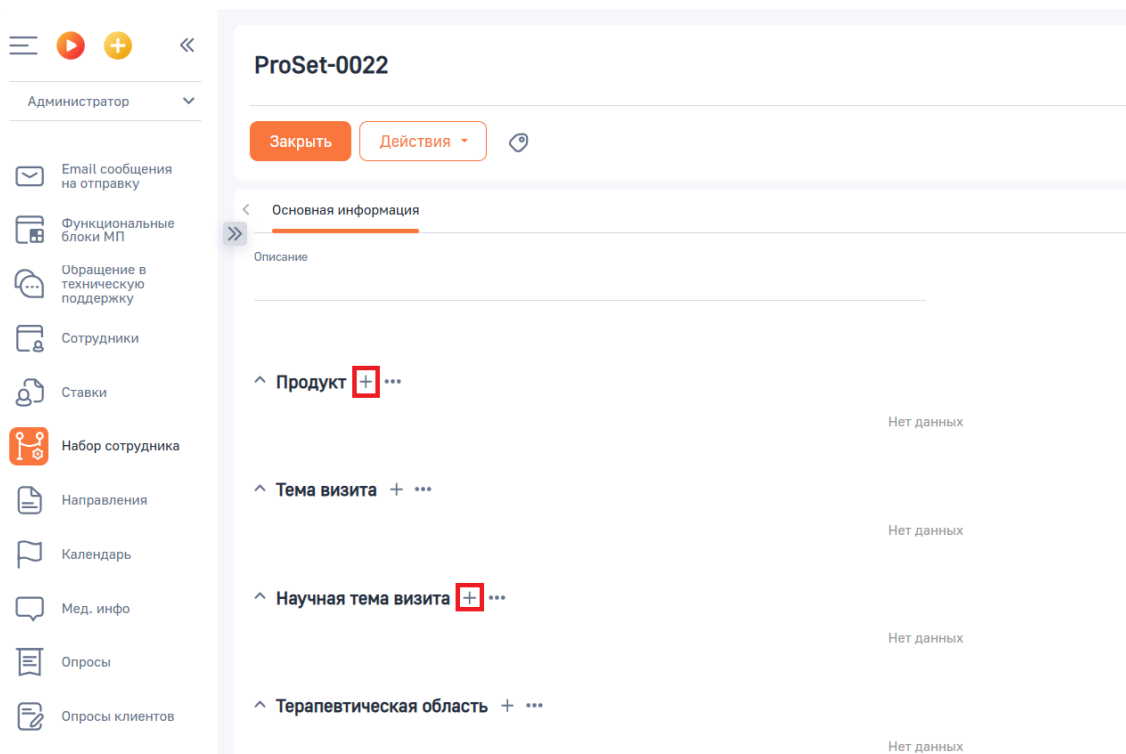 ProSet-0022
Администратор
Закрыть
Действия
Email сообщения
на отправку
Функциональные
блоки МП
Обращение в
техническую
поддержку
Сотрудники
Ставки
Набор сотрудника
Направления
Календарь
Мед. инфо
Опросы
Опросы клиентов
Основная информация
Описание
Продукт
Нет данных
Тема визита
Нет данных
Научная тема визита
Нет данных
Терапевтическая область
Нет данных